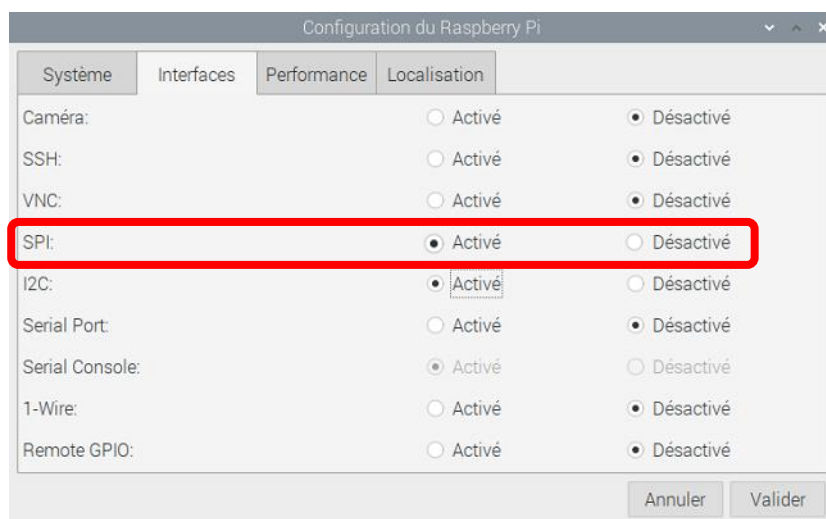 Configuration du Raspberry Pi
Système Interfaces Performance Localisation
Caméra: Activé Désactivé
SSH: Activé Désactivé
VNC: Activé Désactivé
SPI: Activé Désactivé
I2C: Activé Désactivé
Serial Port: Activé Désactivé
Serial Console: Activé Désactivé
1-Wire: Activé Désactivé
Remote GPIO: Activé Désactivé
Annuler Valider